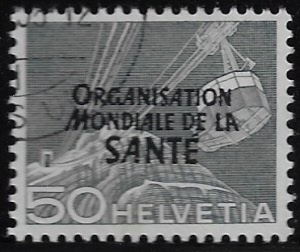 ORGANISATION
MONDIALE DE LA
SANTÉ
50 HELVETIA